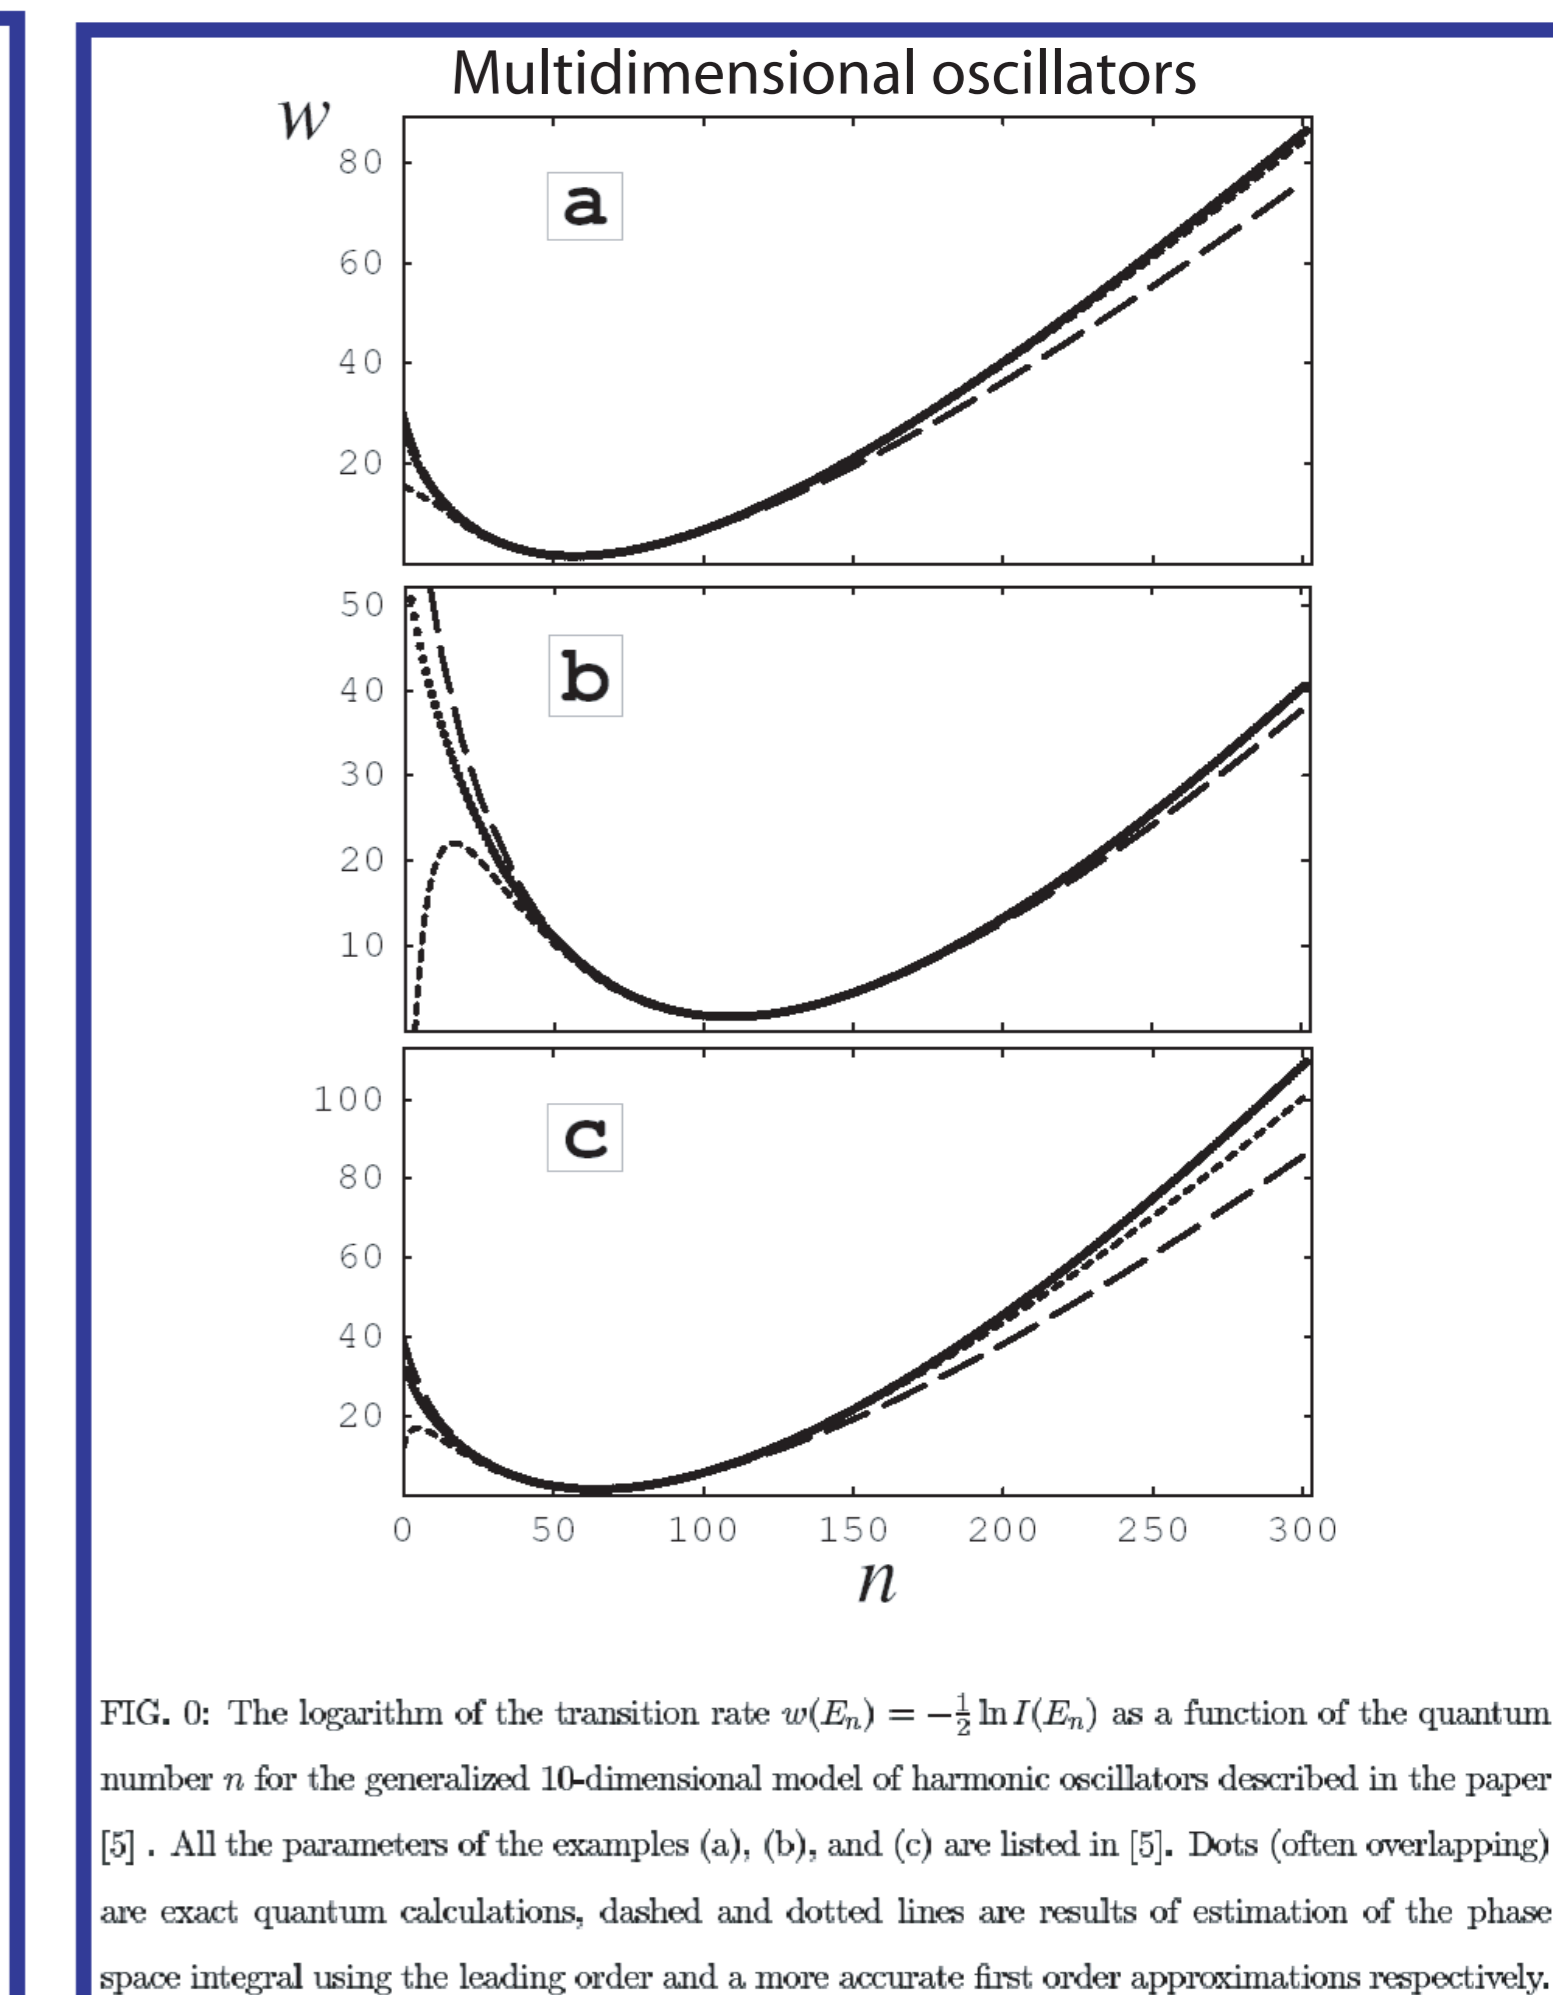 Multidimensional oscillators
w
80
a
60
40
20
50
b
40
30
20
10
100
c
80
60
40
20
0 50 100 150 200 250 300
n
FIG. 0: The logarithm of the transition rate w(Eₙ) = −½ ln I(Eₙ) as a function of the quantum
number n for the generalized 10-dimensional model of harmonic oscillators described in the paper
[5] . All the parameters of the examples (a), (b), and (c) are listed in [5]. Dots (often overlapping)
are exact quantum calculations, dashed and dotted lines are results of estimation of the phase
space integral using the leading order and a more accurate first order approximations respectively.